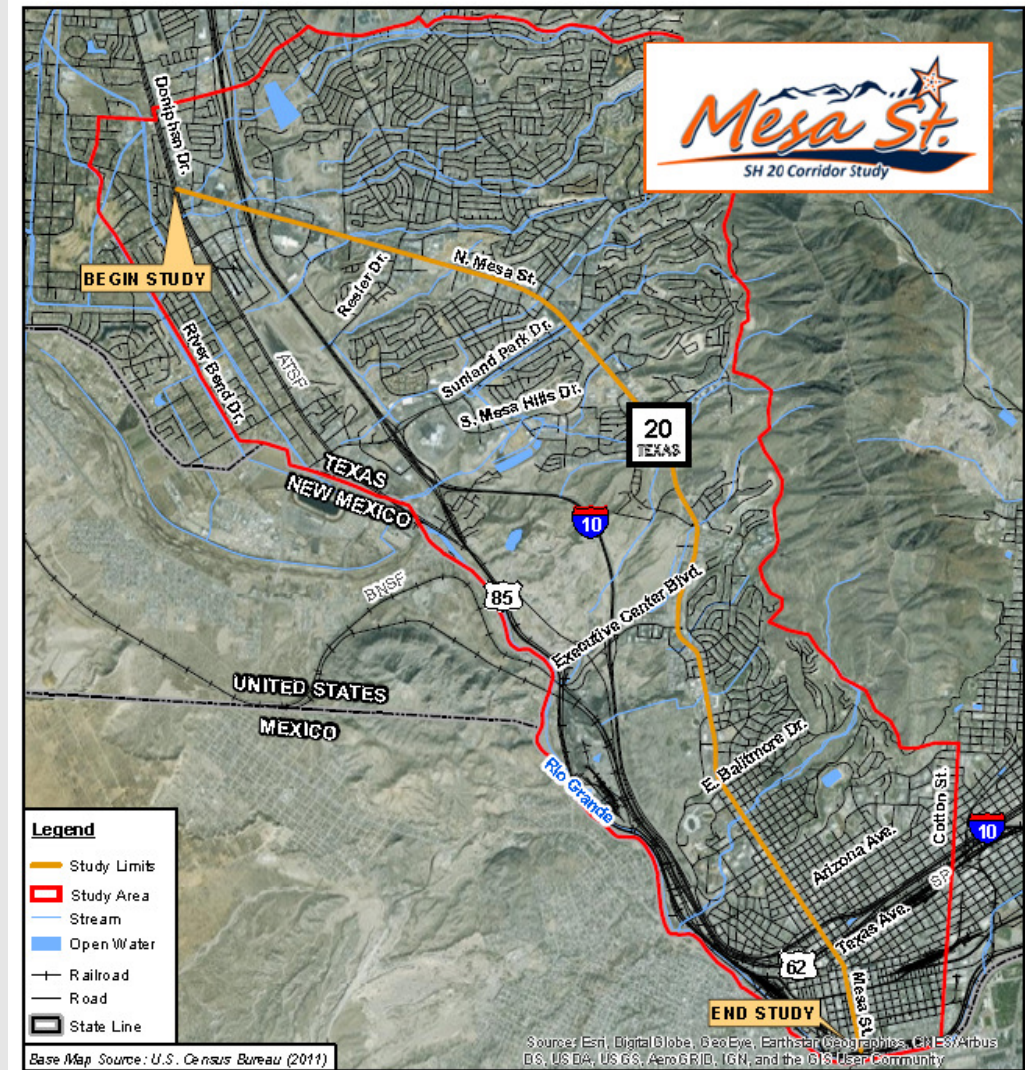 Mesa St.
SH 20 Corridor Study
Doniphan Dr.
BEGIN STUDY
N. Mesa St.
Resler Dr.
River Bend Dr.
ATSF
Sunland Park Dr.
S. Mesa Hills Dr.
20
TEXAS
TEXAS
NEW MEXICO
10
BNSF
85
Executive Center Blvd.
UNITED STATES
MEXICO
Rio Grande
E. Baltimore Dr.
Cotton St.
10
Arizona Ave.
SP
Texas Ave.
62
Mesa St.
END STUDY
Legend
Study Limits
Study Area
Stream
Open Water
Railroad
Road
State Line
Base Map Source: U.S. Census Bureau (2011)
Source: Esri, DigitalGlobe, GeoEye, Earthstar Geographics, CNES/Airbus
DS, USDA, USGS, AeroGRID, IGN, and the GIS User Community